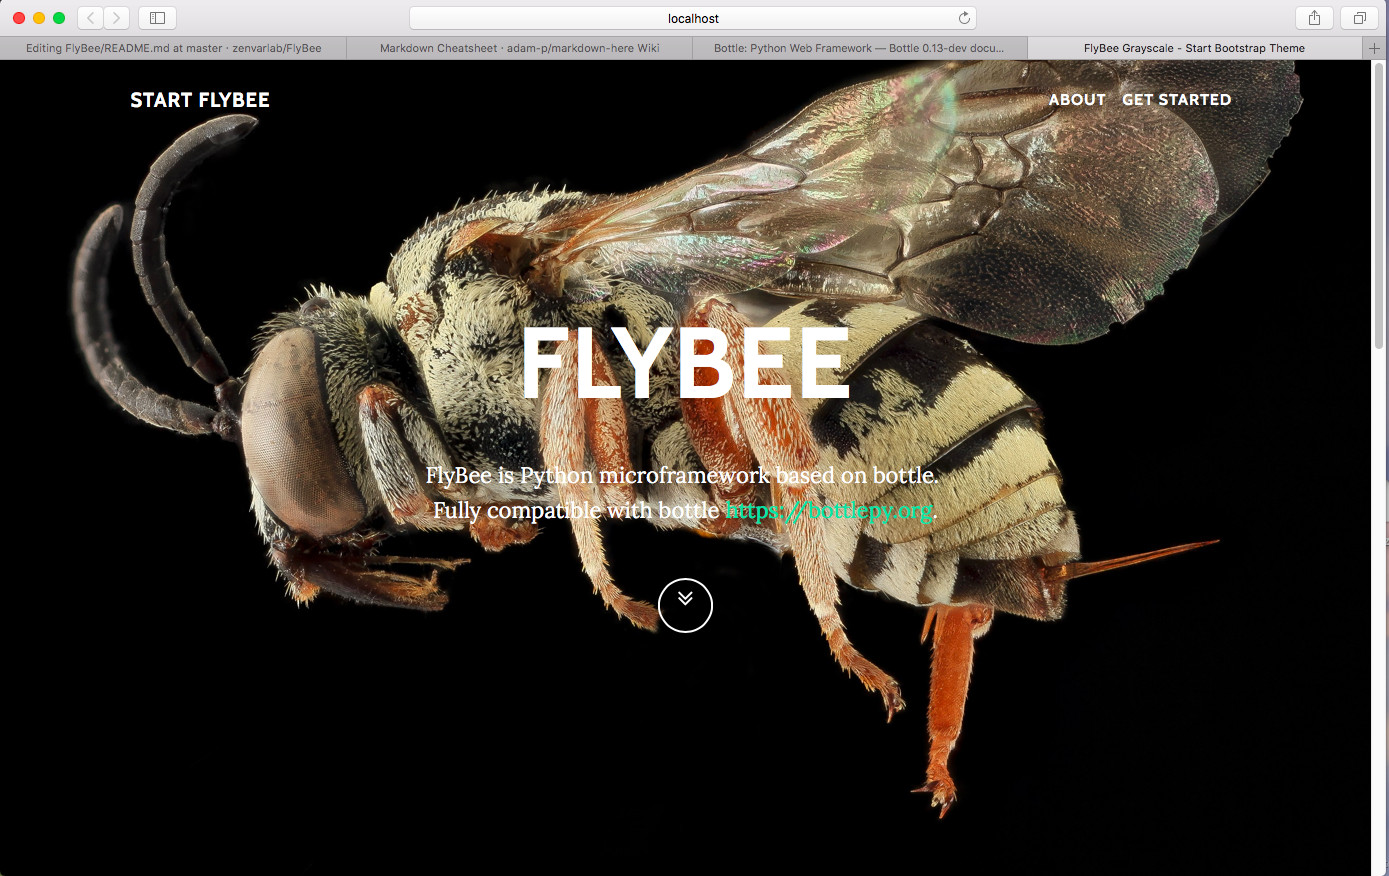 localhost
Editing FlyBee/README.md at master · zenvarlab/FlyBee
Markdown Cheatsheet · adam-p/markdown-here Wiki
Bottle: Python Web Framework — Bottle 0.13-dev docu...
FlyBee Grayscale - Start Bootstrap Theme
START FLYBEE
ABOUT
GET STARTED
FLYBEE
FlyBee is Python microframework based on bottle.
Fully compatible with bottle https://bottlepy.org.